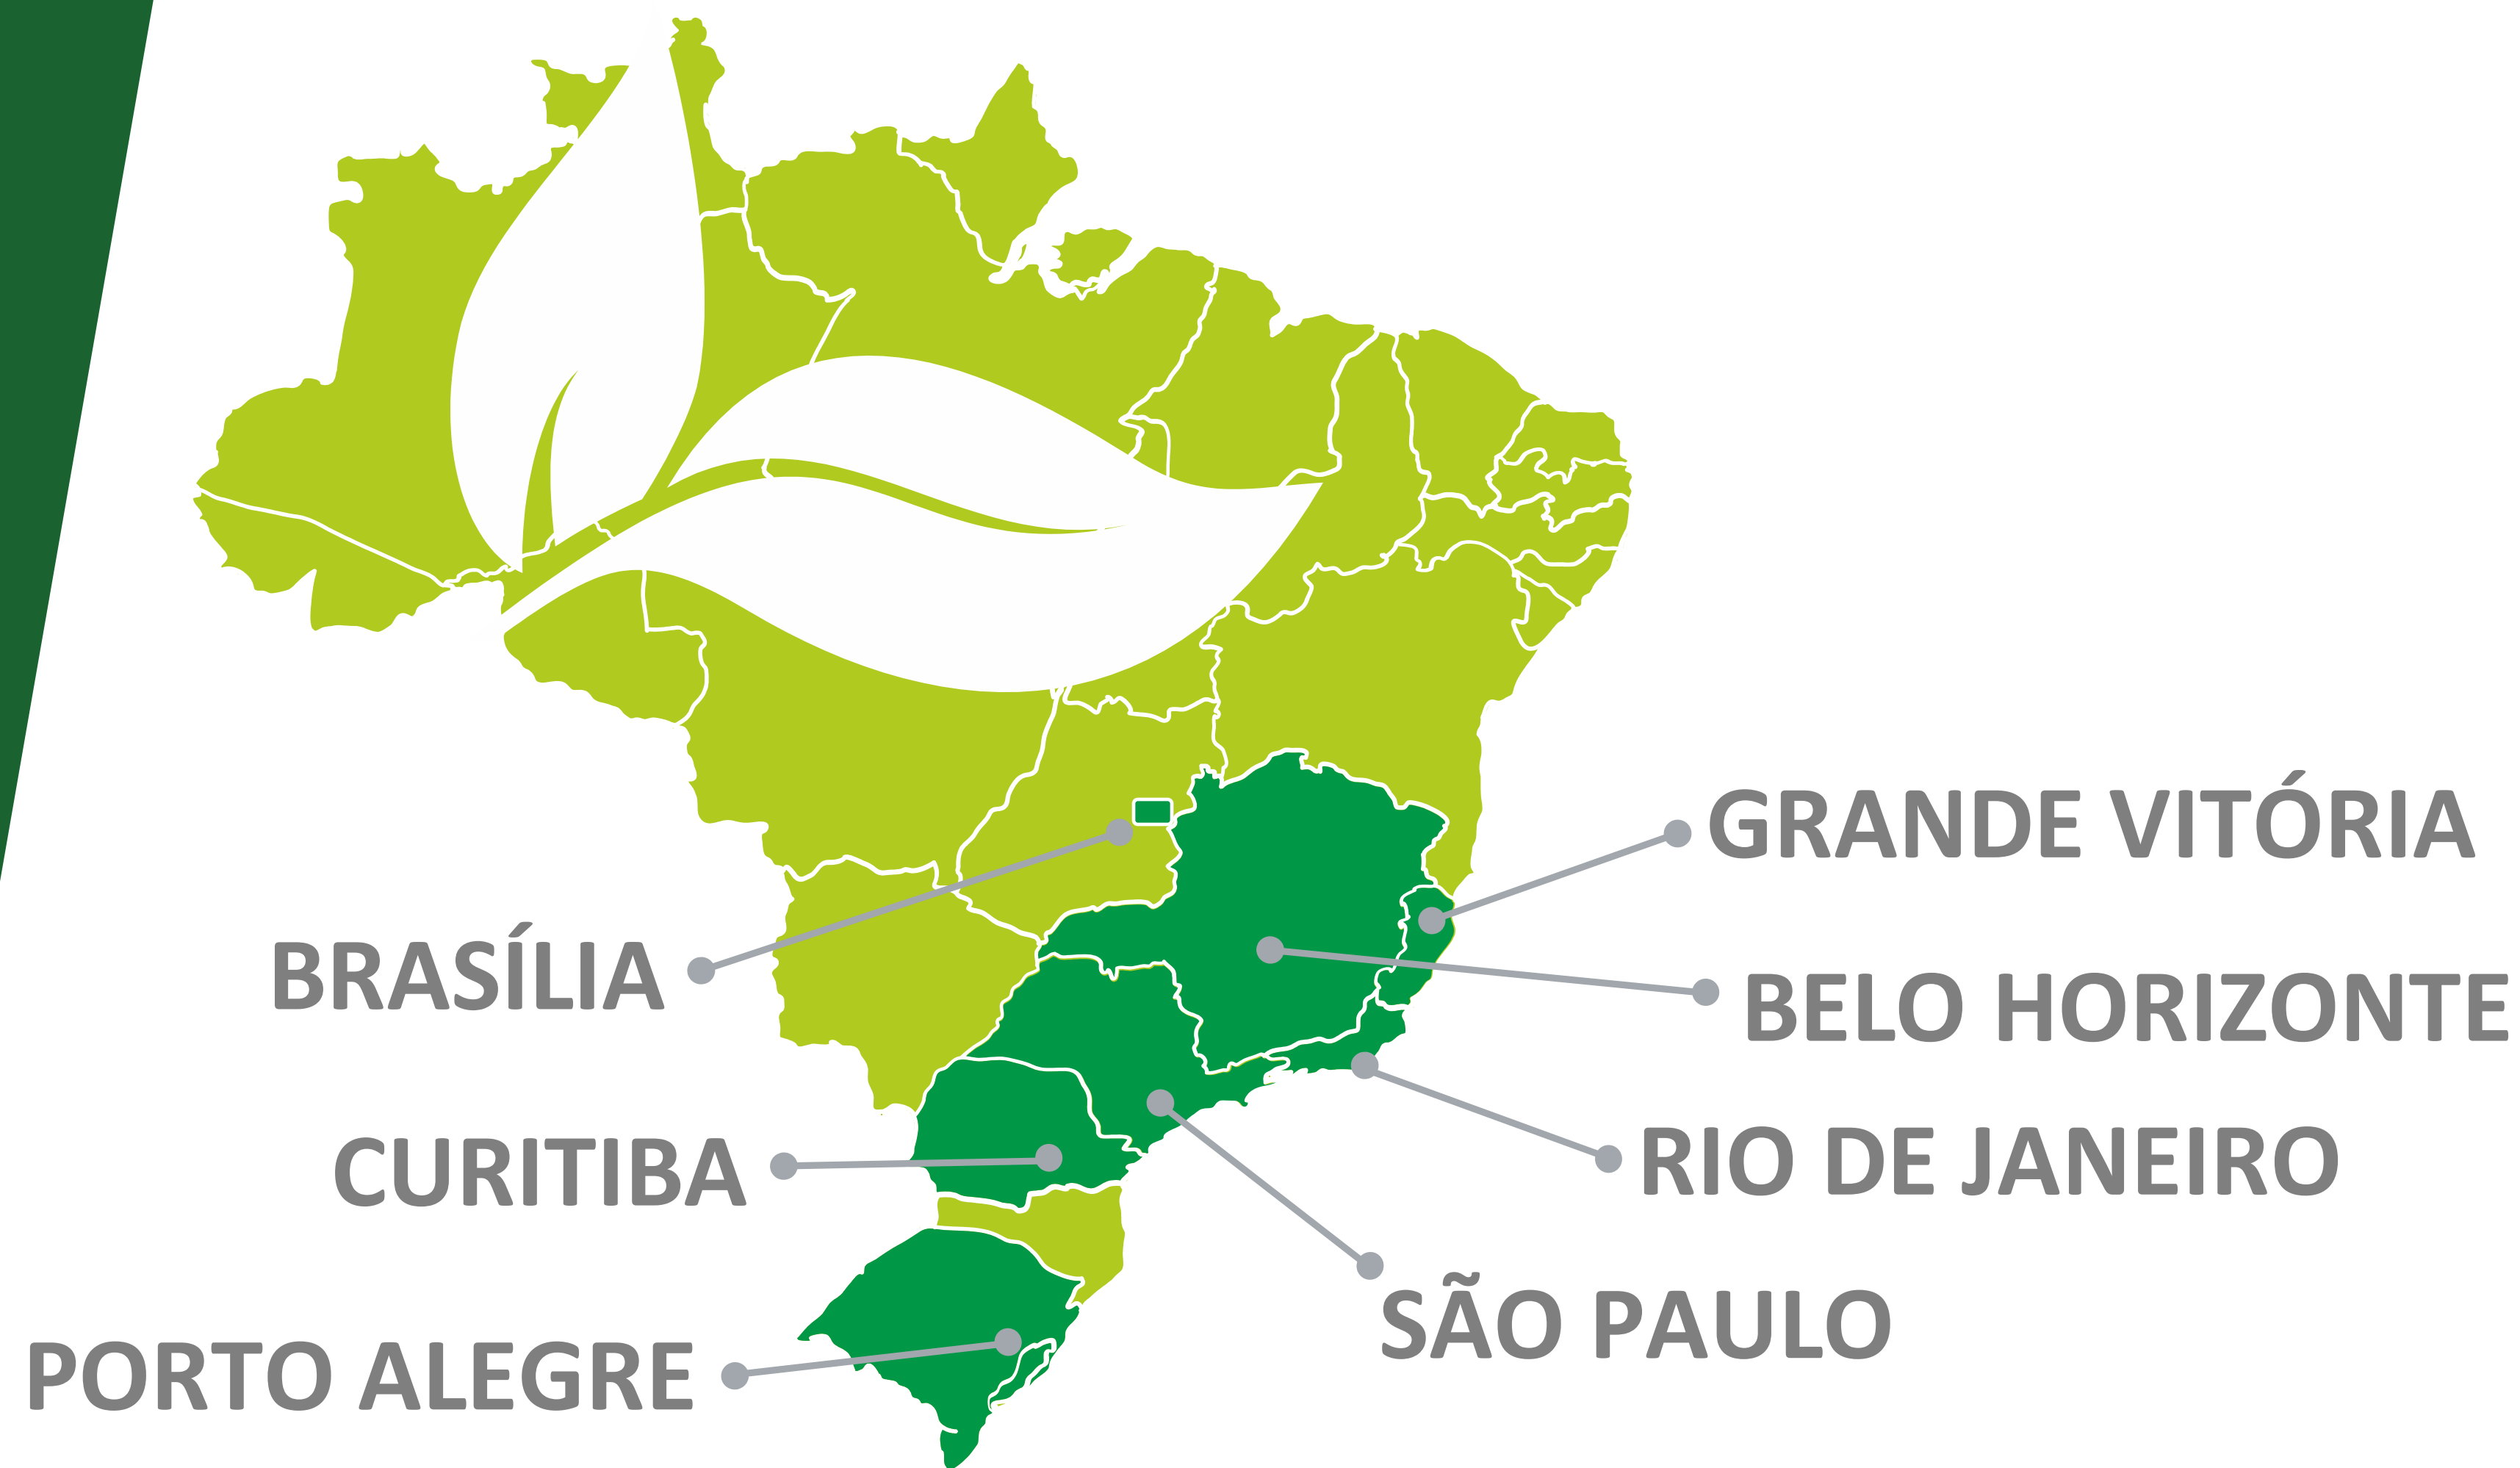 GRANDE VITÓRIA
BRASÍLIA
BELO HORIZONTE
CURITIBA
RIO DE JANEIRO
SÃO PAULO
PORTO ALEGRE